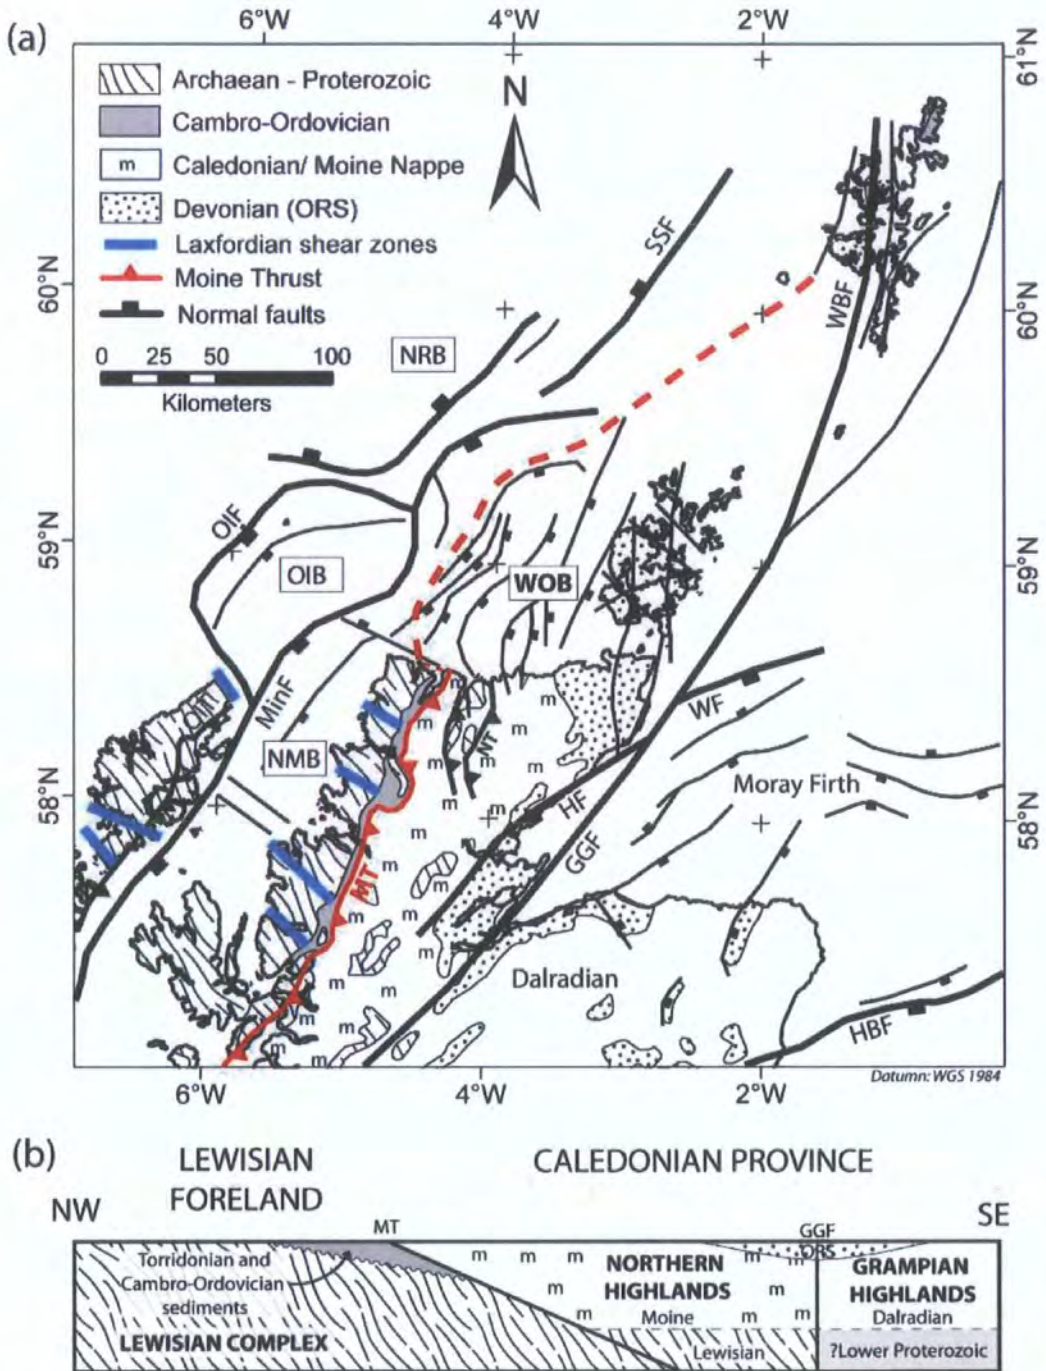 (a)
6°W
4°W
2°W
61°N
Archaean - Proterozoic
Cambro-Ordovician
m Caledonian/ Moine Nappe
Devonian (ORS)
Laxfordian shear zones
Moine Thrust
Normal faults
0 25 50 100
Kilometers
N
SSF
WBF
60°N
60°N
NRB
OIF
59°N
59°N
OIB
WOB
MinF
OHF
NMB
NT
WF
58°N
58°N
Moray Firth
HF
GGF
MT
m m m m m m m m m m m m m m m m m m m m m m
Dalradian
HBF
Datumn: WGS 1984
6°W
4°W
2°W
(b)
LEWISIAN
FORELAND
CALEDONIAN PROVINCE
NW
SE
MT
GGF
ORS
Torridonian and
Cambro-Ordovician
sediments
LEWISIAN COMPLEX
m m m m m
NORTHERN
HIGHLANDS
m m m m m
Moine
Lewisian
GRAMPIAN
HIGHLANDS
Dalradian
?Lower Proterozoic